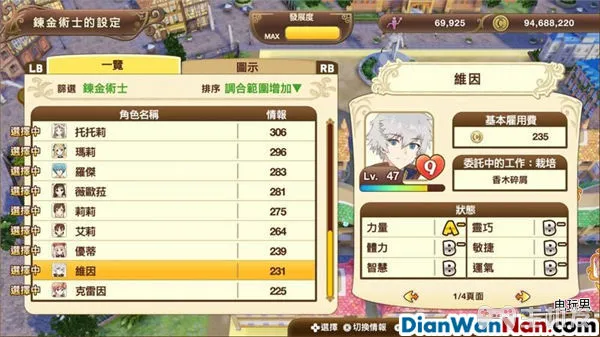 鍊金術士的設定
發展度
MAX
69,925
94,688,220
LB
一覽
圖示
RB
篩選 鍊金術士
排序 調合範圍增加▼
角色名稱 情報
選擇中 托托莉 306
選擇中 瑪莉 296
選擇中 羅傑 283
選擇中 薇歐菈 281
選擇中 莉莉 275
選擇中 艾莉 264
選擇中 優蒂 239
選擇中 維因 231
選擇中 克雷因 225
維因
Lv. 47
9
基本雇用費
235
委託中的工作：栽培
香木碎屑
狀態
力量 A
靈巧 B
體力 B
敏捷 B
智慧 B
運氣 B
1/4頁面
選擇 切換情報
电玩男
DianWanNan.com